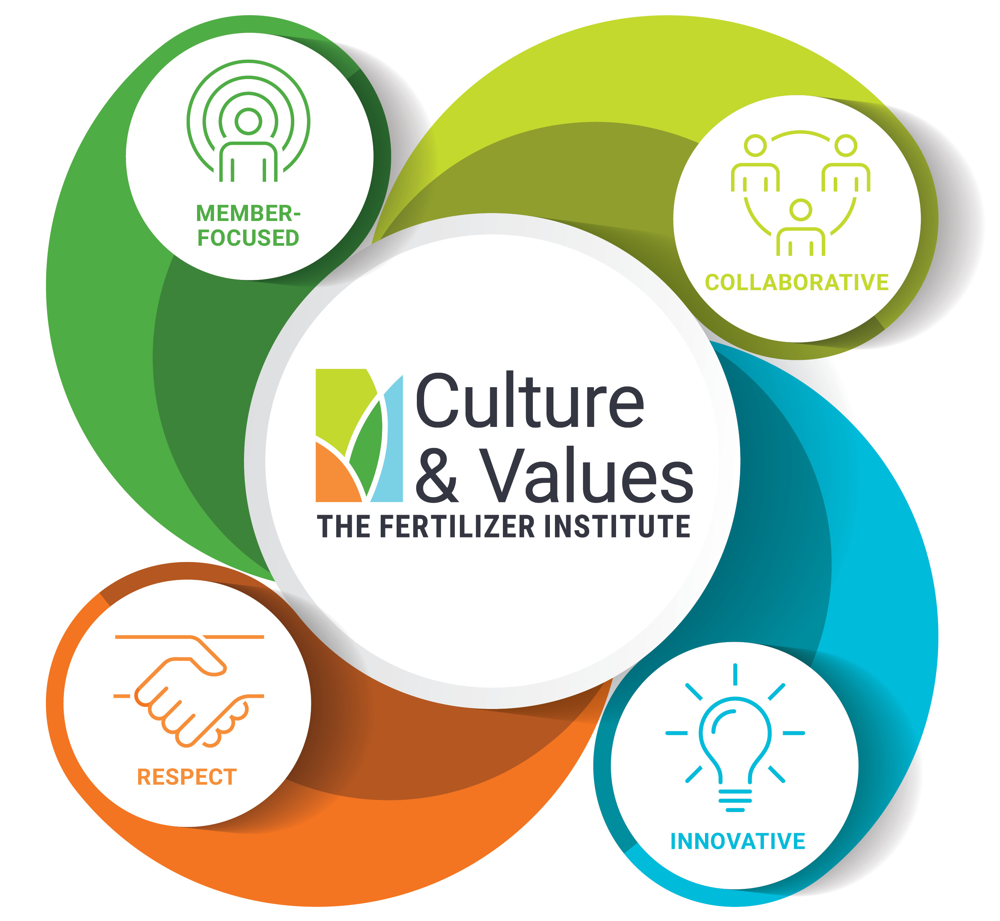 MEMBER-
FOCUSED
COLLABORATIVE
Culture
& Values
THE FERTILIZER INSTITUTE
RESPECT
INNOVATIVE